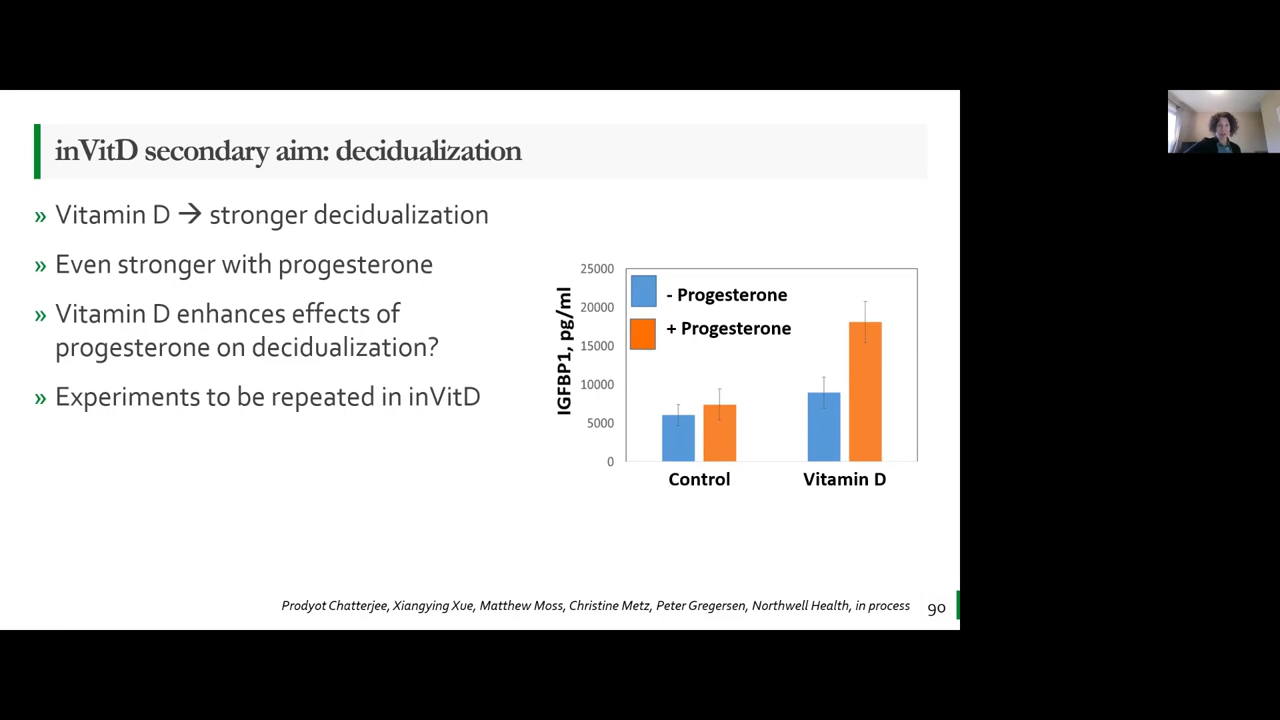 inVitD secondary aim: decidualization
» Vitamin D → stronger decidualization
» Even stronger with progesterone
» Vitamin D enhances effects of
progesterone on decidualization?
» Experiments to be repeated in inVitD
IGFBP1, pg/ml
25000
20000
15000
10000
5000
0
- Progesterone
+ Progesterone
Control
Vitamin D
Prodyot Chatterjee, Xiangying Xue, Matthew Moss, Christine Metz, Peter Gregersen, Northwell Health, in process
90